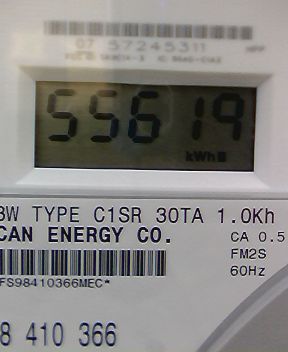 07 57245311
55619
kWh
3W TYPE C1SR 30TA 1.0Kh
CAN ENERGY CO.
CA 0.5
FM2S
60Hz
FS98410366MEC*
8 410 366